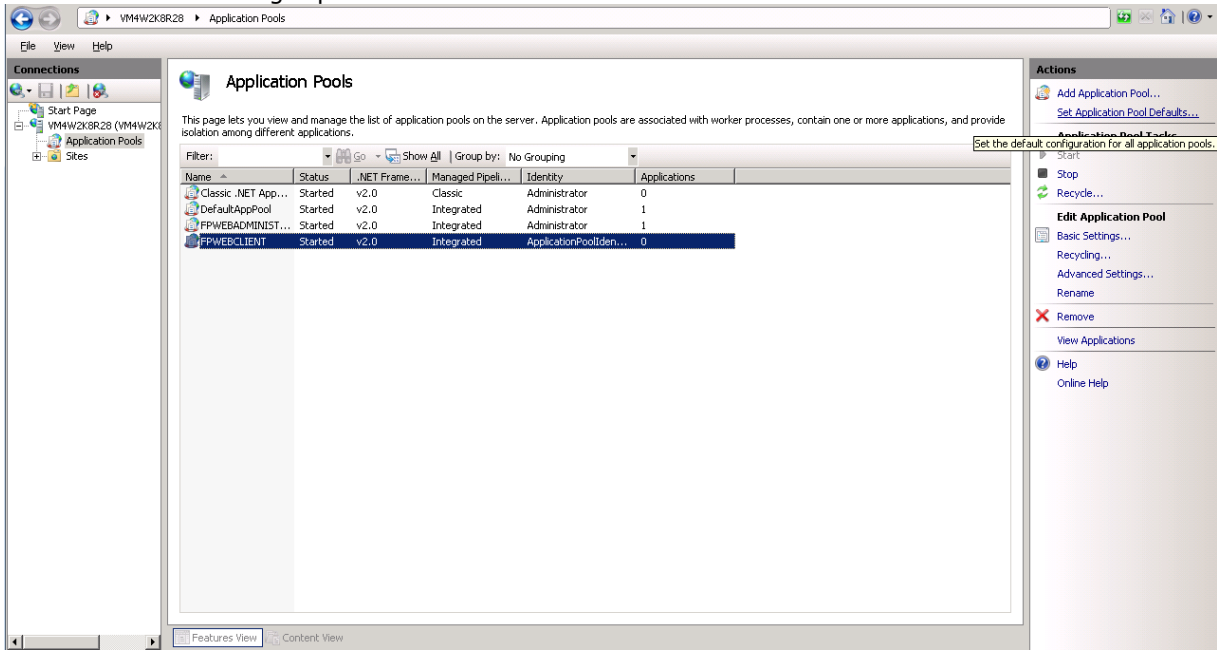 VM4W2K8R28 Application Pools
File View Help
Connections
Start Page
VM4W2K8R28 (VM4W2K8
Application Pools
Sites
Application Pools
This page lets you view and manage the list of application pools on the server. Application pools are associated with worker processes, contain one or more applications, and provide
isolation among different applications.
Filter: Go Show All Group by: No Grouping
Name Status .NET Frame... Managed Pipeli... Identity Applications
Classic .NET App... Started v2.0 Classic Administrator 0
DefaultAppPool Started v2.0 Integrated Administrator 1
FPWEBADMINIST... Started v2.0 Integrated Administrator 1
FPWEBCLIENT Started v2.0 Integrated ApplicationPoolIden... 0
Features View Content View
Actions
Add Application Pool...
Set Application Pool Defaults...
Application Pool Tasks
Set the default configuration for all application pools.
Start
Stop
Recycle...
Edit Application Pool
Basic Settings...
Recycling...
Advanced Settings...
Rename
Remove
View Applications
Help
Online Help